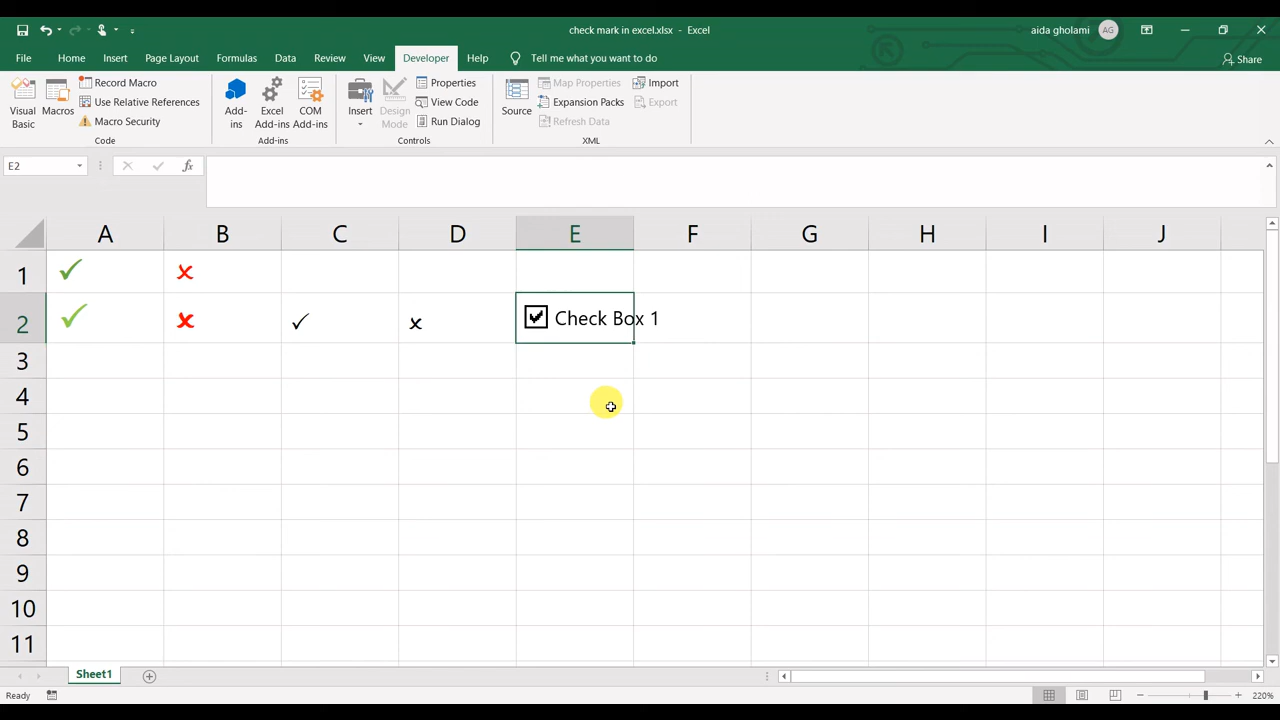 check mark in excel.xlsx - Excel
aida gholami AG
File Home Insert Page Layout Formulas Data Review View Developer Help Tell me what you want to do Share
Visual Basic
Macros
Record Macro
Use Relative References
Macro Security
Code
Add-ins
Excel Add-ins
COM Add-ins
Add-ins
Insert
Design Mode
Properties
View Code
Run Dialog
Controls
Source
Map Properties
Expansion Packs
Refresh Data
Import
Export
XML
E2 fx
A B C D E F G H I J
1 ✓ ✗
2 ✓ ✗ ✓ ✗ Check Box 1
3
4
5
6
7
8
9
10
11
Sheet1
Ready 220%